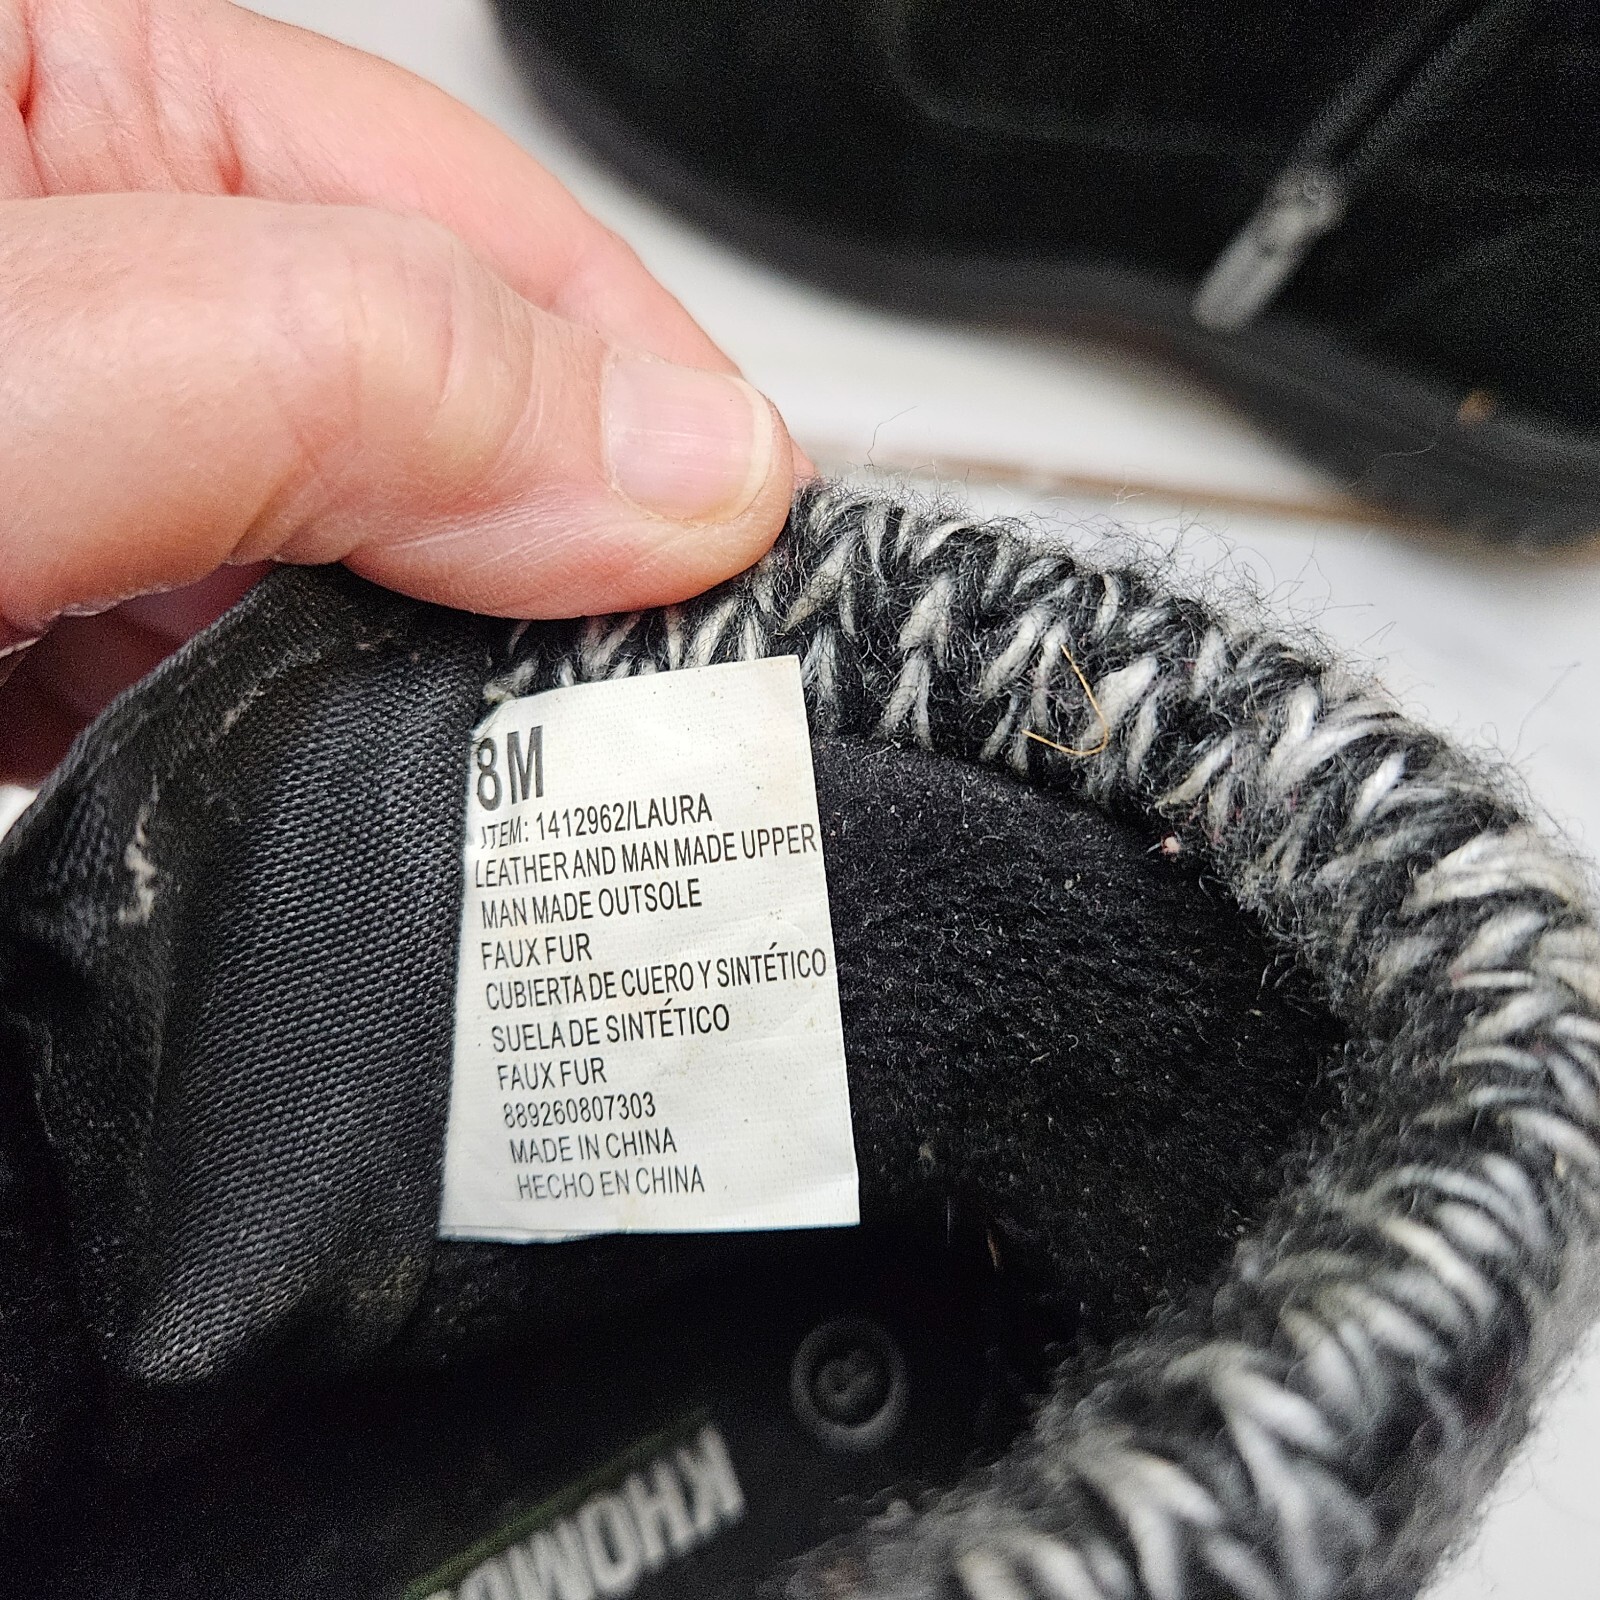 8M
ITEM: 1412962/LAURA
LEATHER AND MAN MADE UPPER
MAN MADE OUTSOLE
FAUX FUR
CUBIERTA DE CUERO Y SINTÉTICO
SUELA DE SINTÉTICO
FAUX FUR
889260807303
MADE IN CHINA
HECHO EN CHINA